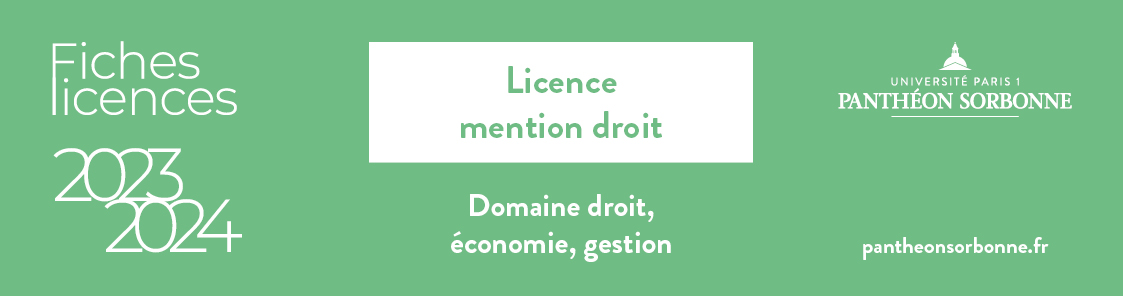 Fiches
licences
2023
2024
Licence
mention droit
Domaine droit,
économie, gestion
UNIVERSITÉ PARIS 1
PANTHÉON SORBONNE
pantheonsorbonne.fr